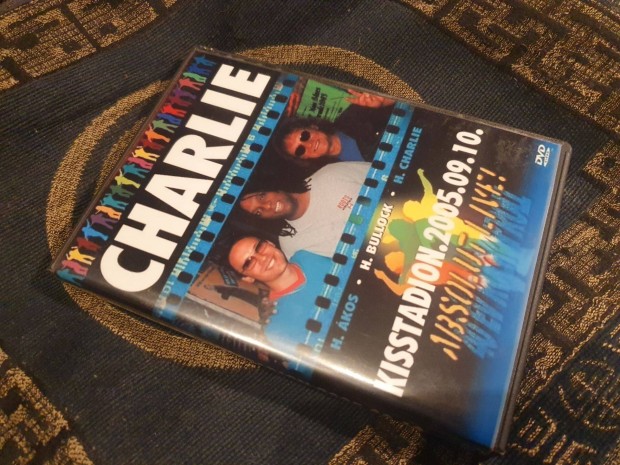 CHARLIE
H. ÁKOS • H. BULLOCK • H. CHARLIE
KISSTADION.2005.09.10.
ABSOLUTE LIVE!
DVD